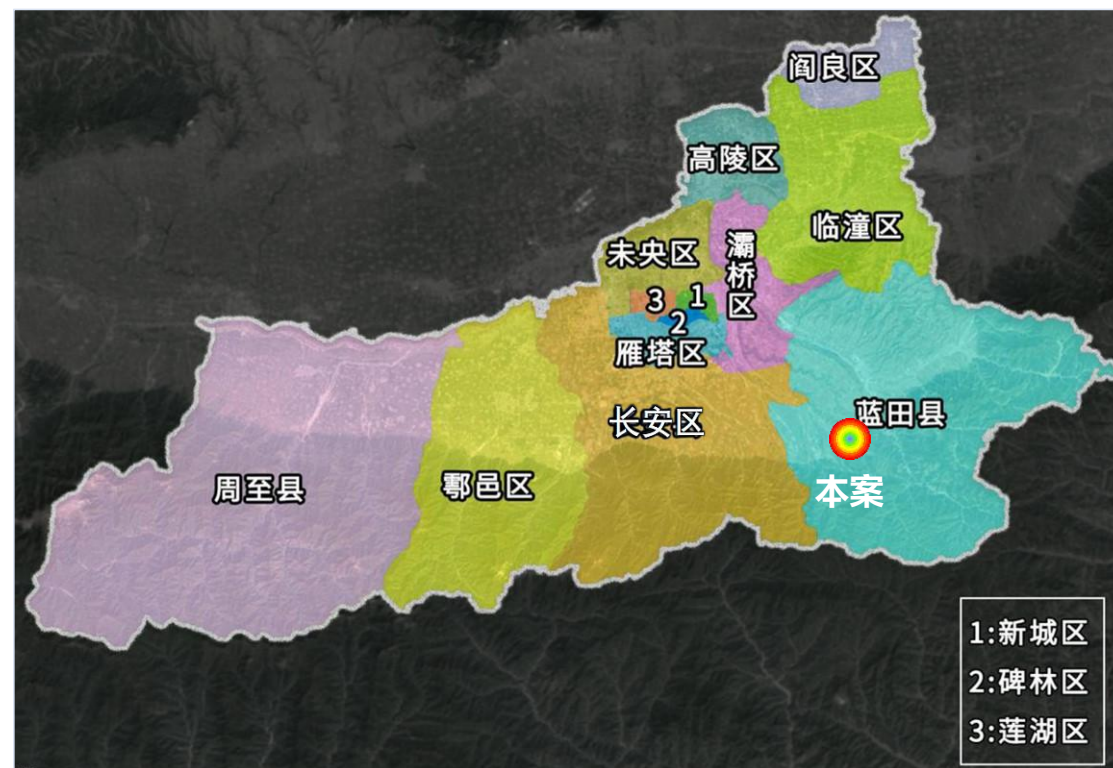 阎良区
高陵区
临潼区
未央区
灞桥区
3
1
2
雁塔区
长安区
蓝田县
周至县
鄠邑区
本案
1:新城区
2:碑林区
3:莲湖区